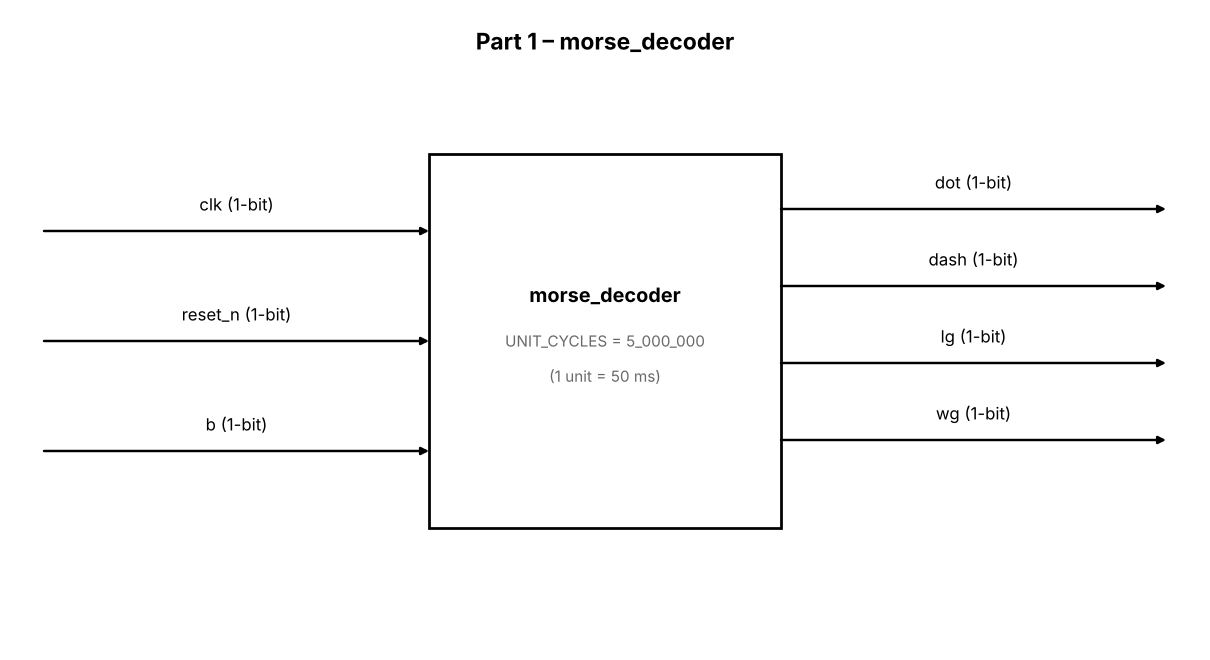 Part 1 – morse_decoder
clk (1-bit)
reset_n (1-bit)
b (1-bit)
morse_decoder
UNIT_CYCLES = 5_000_000
(1 unit = 50 ms)
dot (1-bit)
dash (1-bit)
lg (1-bit)
wg (1-bit)